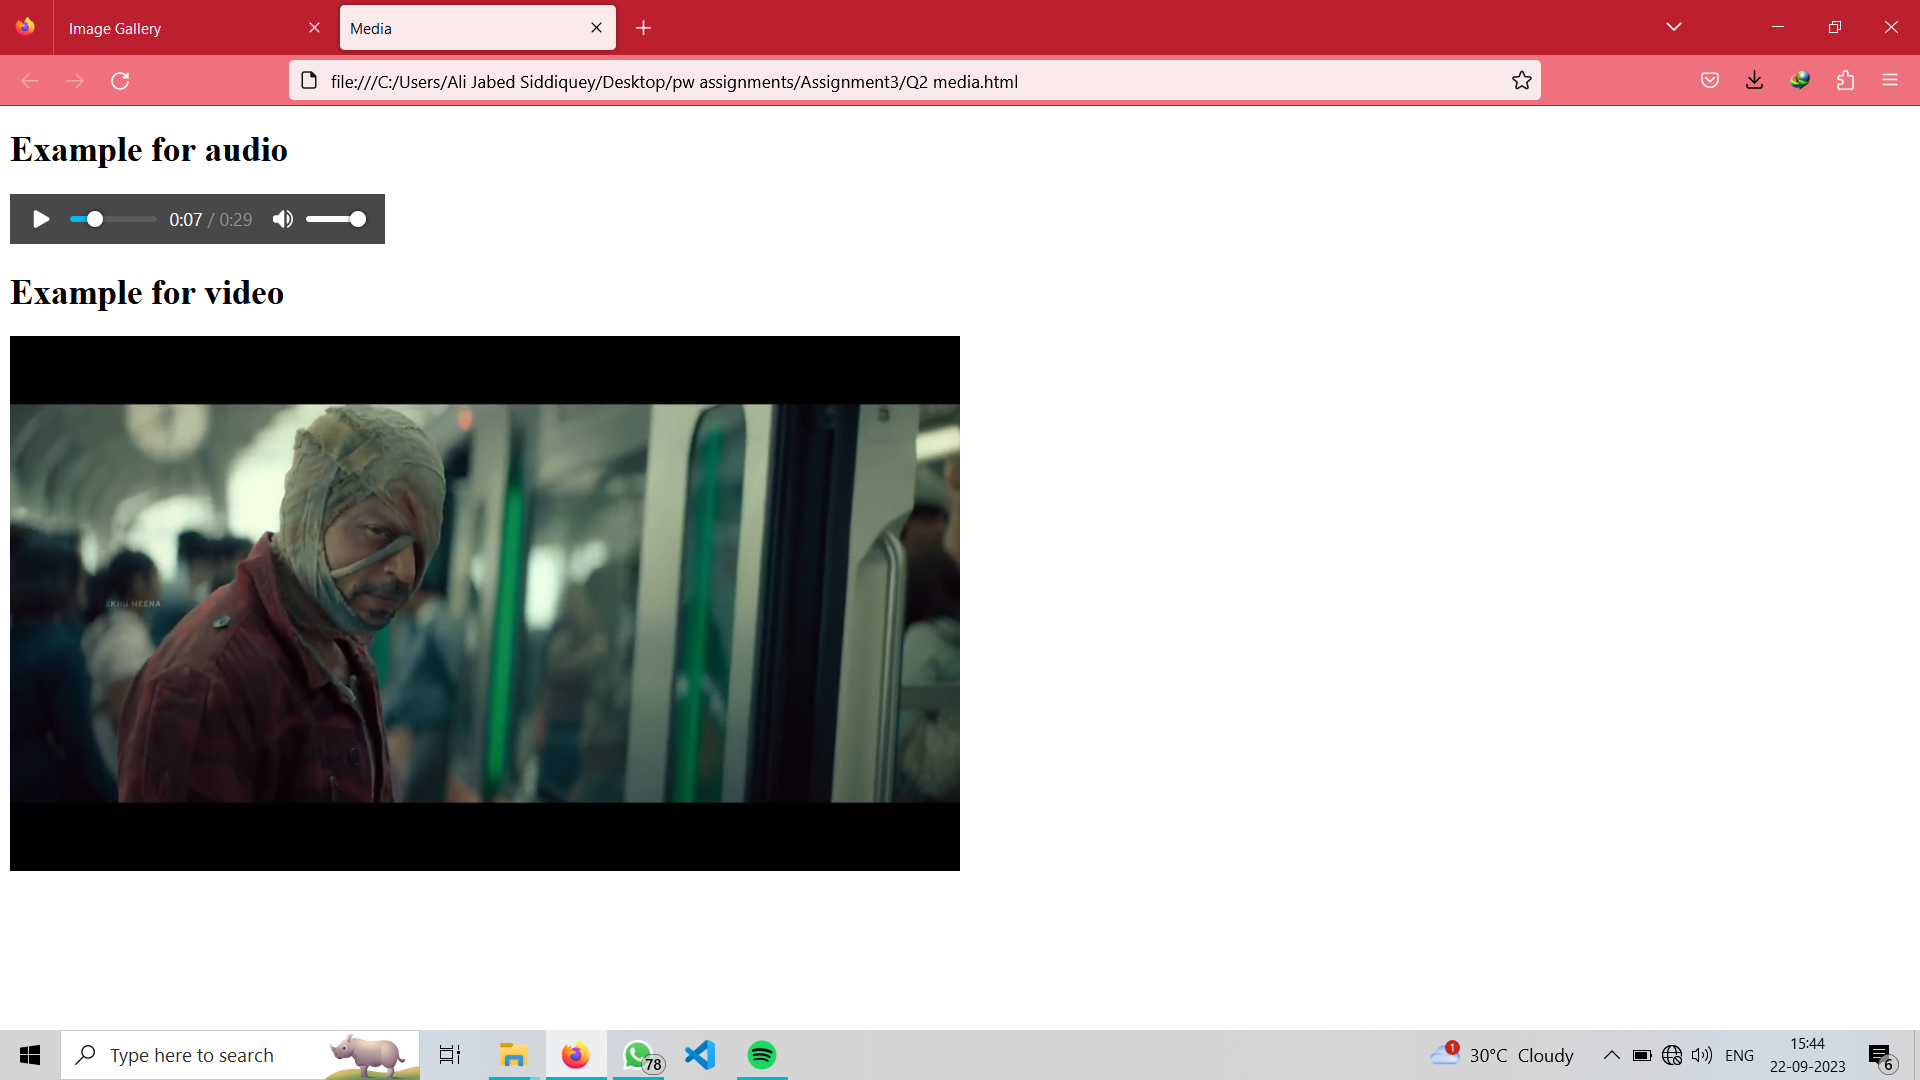 Image Gallery
Media
file:///C:/Users/Ali Jabed Siddiquey/Desktop/pw assignments/Assignment3/Q2 media.html
Example for audio
0:07 / 0:29
Example for video
EKHU MEENA
Type here to search
78
1
30°C Cloudy
ENG
15:44
22-09-2023
6